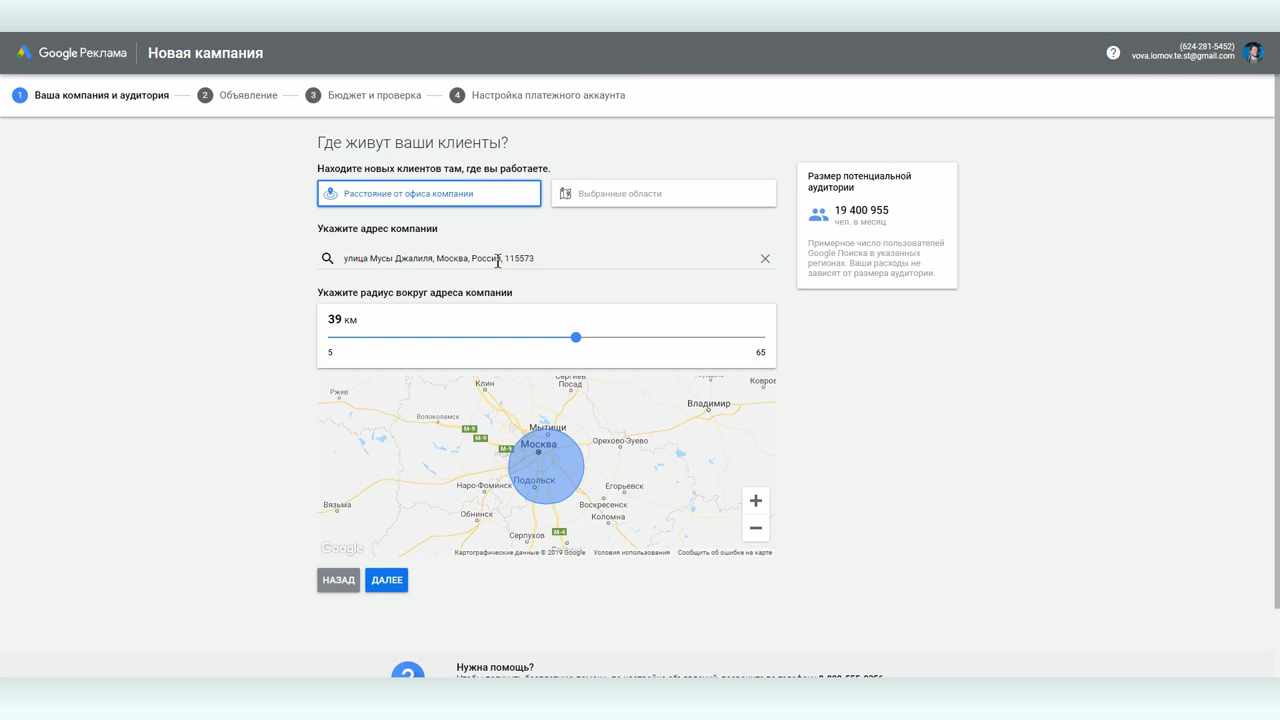 Google Реклама
Новая кампания
(624-281-5452)
vova.lomov.te.st@gmail.com
1 Ваша компания и аудитория
2 Объявление
3 Бюджет и проверка
4 Настройка платежного аккаунта
Где живут ваши клиенты?
Находите новых клиентов там, где вы работаете.
Расстояние от офиса компании
Выбранные области
Размер потенциальной
аудитории
19 400 955
чел. в месяц
Примерное число пользователей
Google Поиска в указанных
регионах. Ваши расходы не
зависят от размера аудитории.
Укажите адрес компании
улица Мусы Джалиля, Москва, Россия, 115573
Укажите радиус вокруг адреса компании
39 км
5
65
Сергиев
Посад
Клин
Ковров
Ржев
Владимир
Волоколамск
М-9
М-9
М-9
Мытищи
Москва
Орехово-Зуево
Подольск
Наро-Фоминск
Егорьевск
Вязьма
Воскресенск
Обнинск
Коломна
Серпухов
М-4
Google
Картографические данные © 2019 Google
Условия использования
Сообщить об ошибке на карте
НАЗАД
ДАЛЕЕ
?
Нужна помощь?